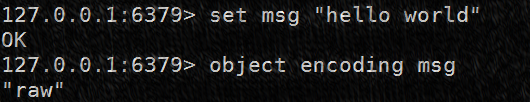 127.0.0.1:6379> set msg "hello world"
OK
127.0.0.1:6379> object encoding msg
"raw"